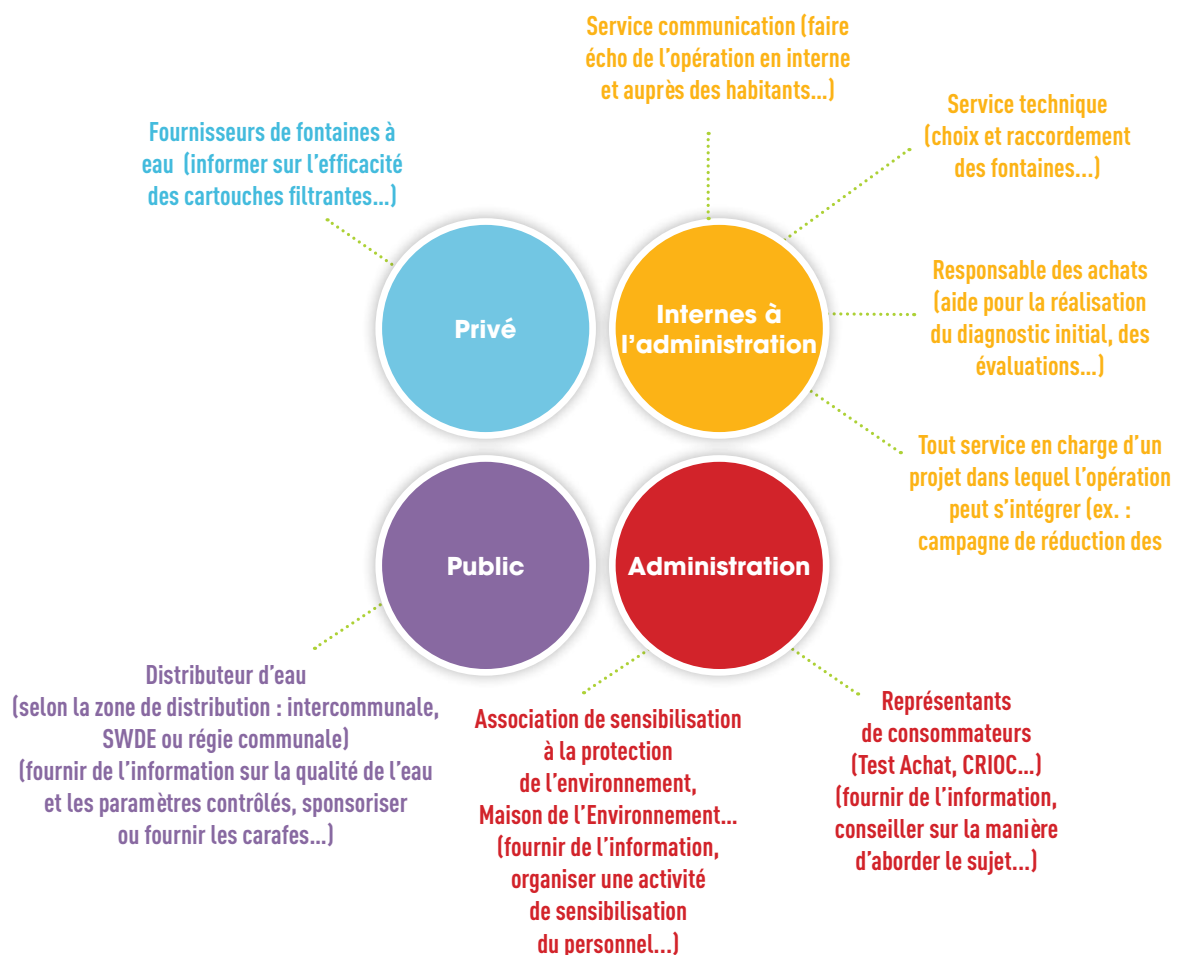 Service communication (faire
écho de l'opération en interne
et auprès des habitants...)
Service technique
(choix et raccordement
des fontaines...)
Fournisseurs de fontaines à
eau (informer sur l'efficacité
des cartouches filtrantes...)
Responsable des achats
(aide pour la réalisation
du diagnostic initial, des
évaluations...)
Privé
Internes à
l'administration
Tout service en charge d'un
projet dans lequel l'opération
peut s'intégrer (ex. :
campagne de réduction des
Public
Administration
Distributeur d'eau
(selon la zone de distribution : intercommunale,
SWDE ou régie communale)
(fournir de l'information sur la qualité de l'eau
et les paramètres contrôlés, sponsoriser
ou fournir les carafes...)
Association de sensibilisation
à la protection
de l'environnement,
Maison de l'Environnement...
(fournir de l'information,
organiser une activité
de sensibilisation
du personnel...)
Représentants
de consommateurs
(Test Achat, CRIOC...)
(fournir de l'information,
conseiller sur la manière
d'aborder le sujet...)